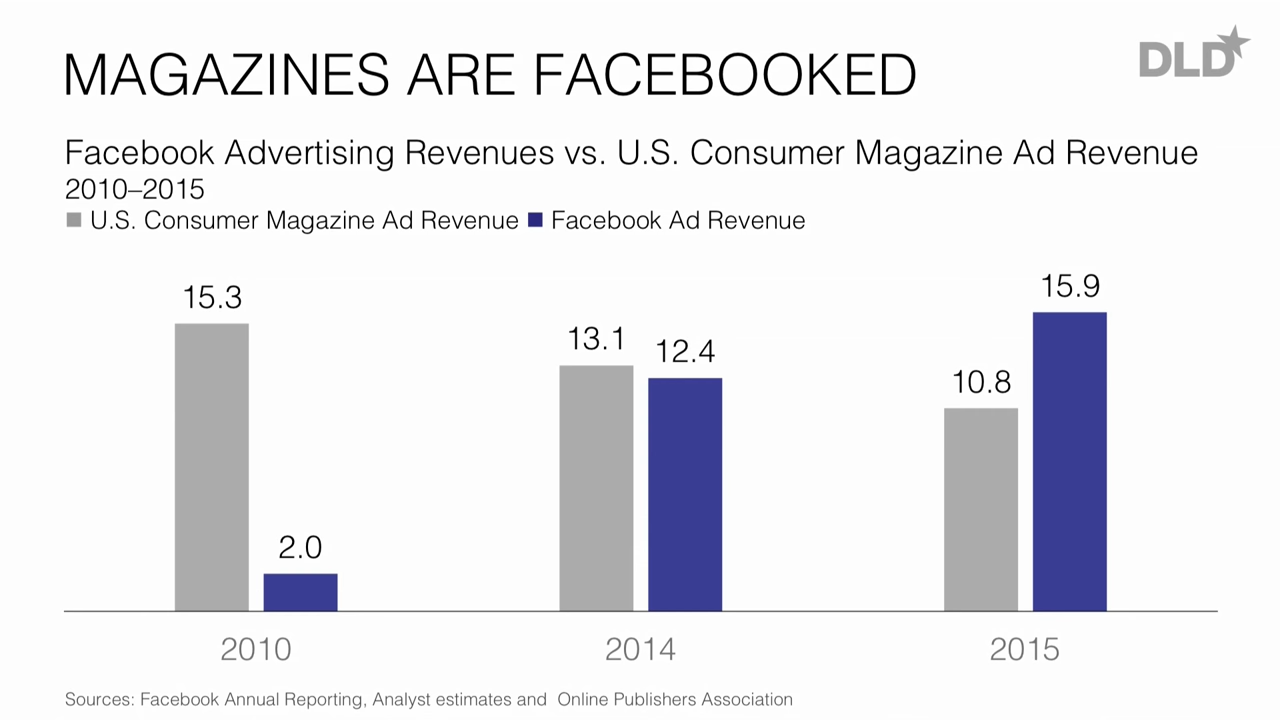 DLD
MAGAZINES ARE FACEBOOKED
Facebook Advertising Revenues vs. U.S. Consumer Magazine Ad Revenue
2010–2015
U.S. Consumer Magazine Ad Revenue Facebook Ad Revenue
15.3
2.0
13.1
12.4
10.8
15.9
2010
2014
2015
Sources: Facebook Annual Reporting, Analyst estimates and  Online Publishers Association